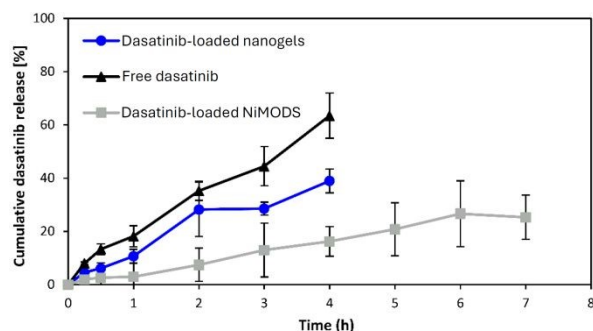 Cumulative dasatinib release [%]
100
80
60
40
20
0
Dasatinib-loaded nanogels
Free dasatinib
Dasatinib-loaded NiMODS
0 1 2 3 4 5 6 7 8
Time (h)